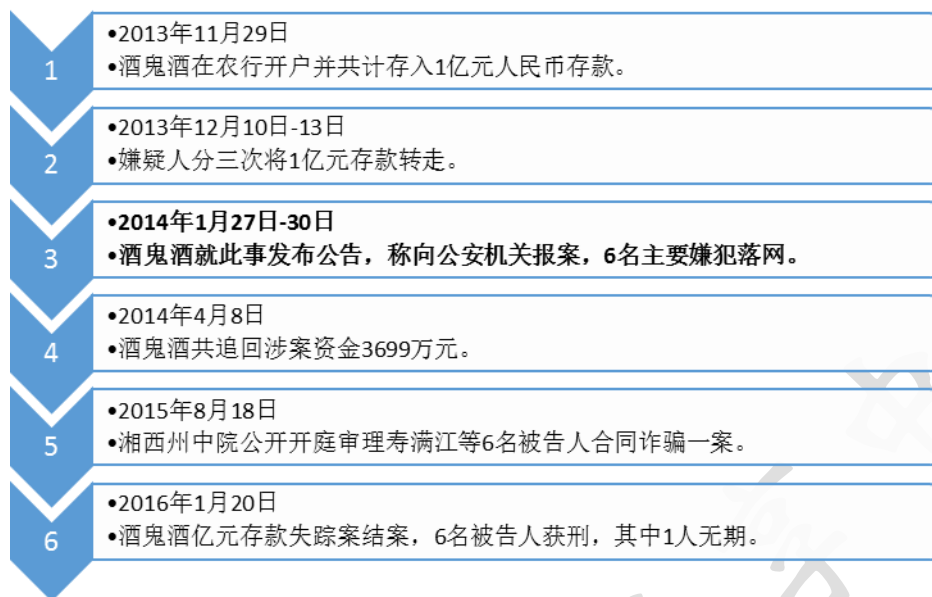 1
•2013年11月29日
•酒鬼酒在农行开户并共计存入1亿元人民币存款。
2
•2013年12月10日-13日
•嫌疑人分三次将1亿元存款转走。
3
•2014年1月27日-30日
•酒鬼酒就此事发布公告，称向公安机关报案，6名主要嫌犯落网。
4
•2014年4月8日
•酒鬼酒共追回涉案资金3699万元。
5
•2015年8月18日
•湘西州中院公开开庭审理寿满江等6名被告人合同诈骗一案。
6
•2016年1月20日
•酒鬼酒亿元存款失踪案结案，6名被告人获刑，其中1人无期。